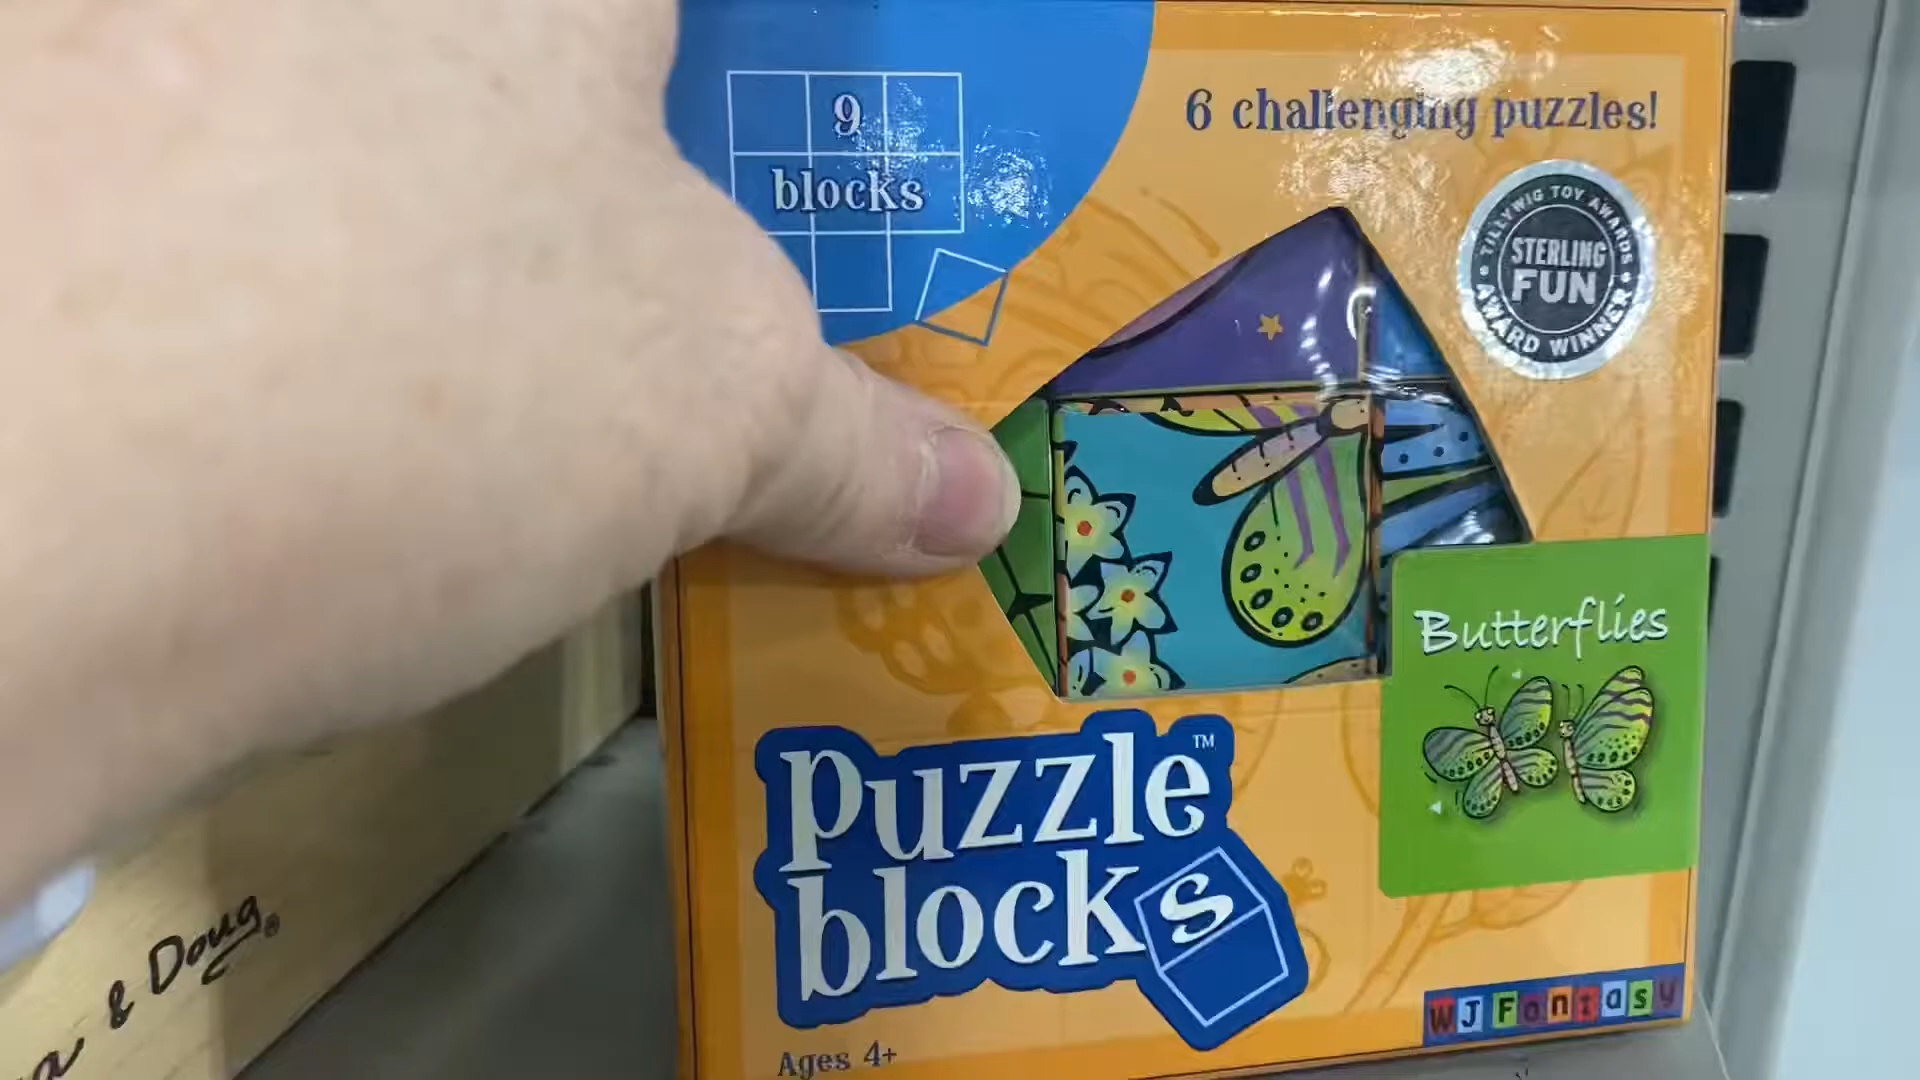 9
blocks
6 challenging puzzles!
TILLYWIG TOY AWARDS
STERLING
FUN
AWARD WINNER
Butterflies
puzzle™
blocks
WJ Fantasy
Ages 4+
a & Doug®